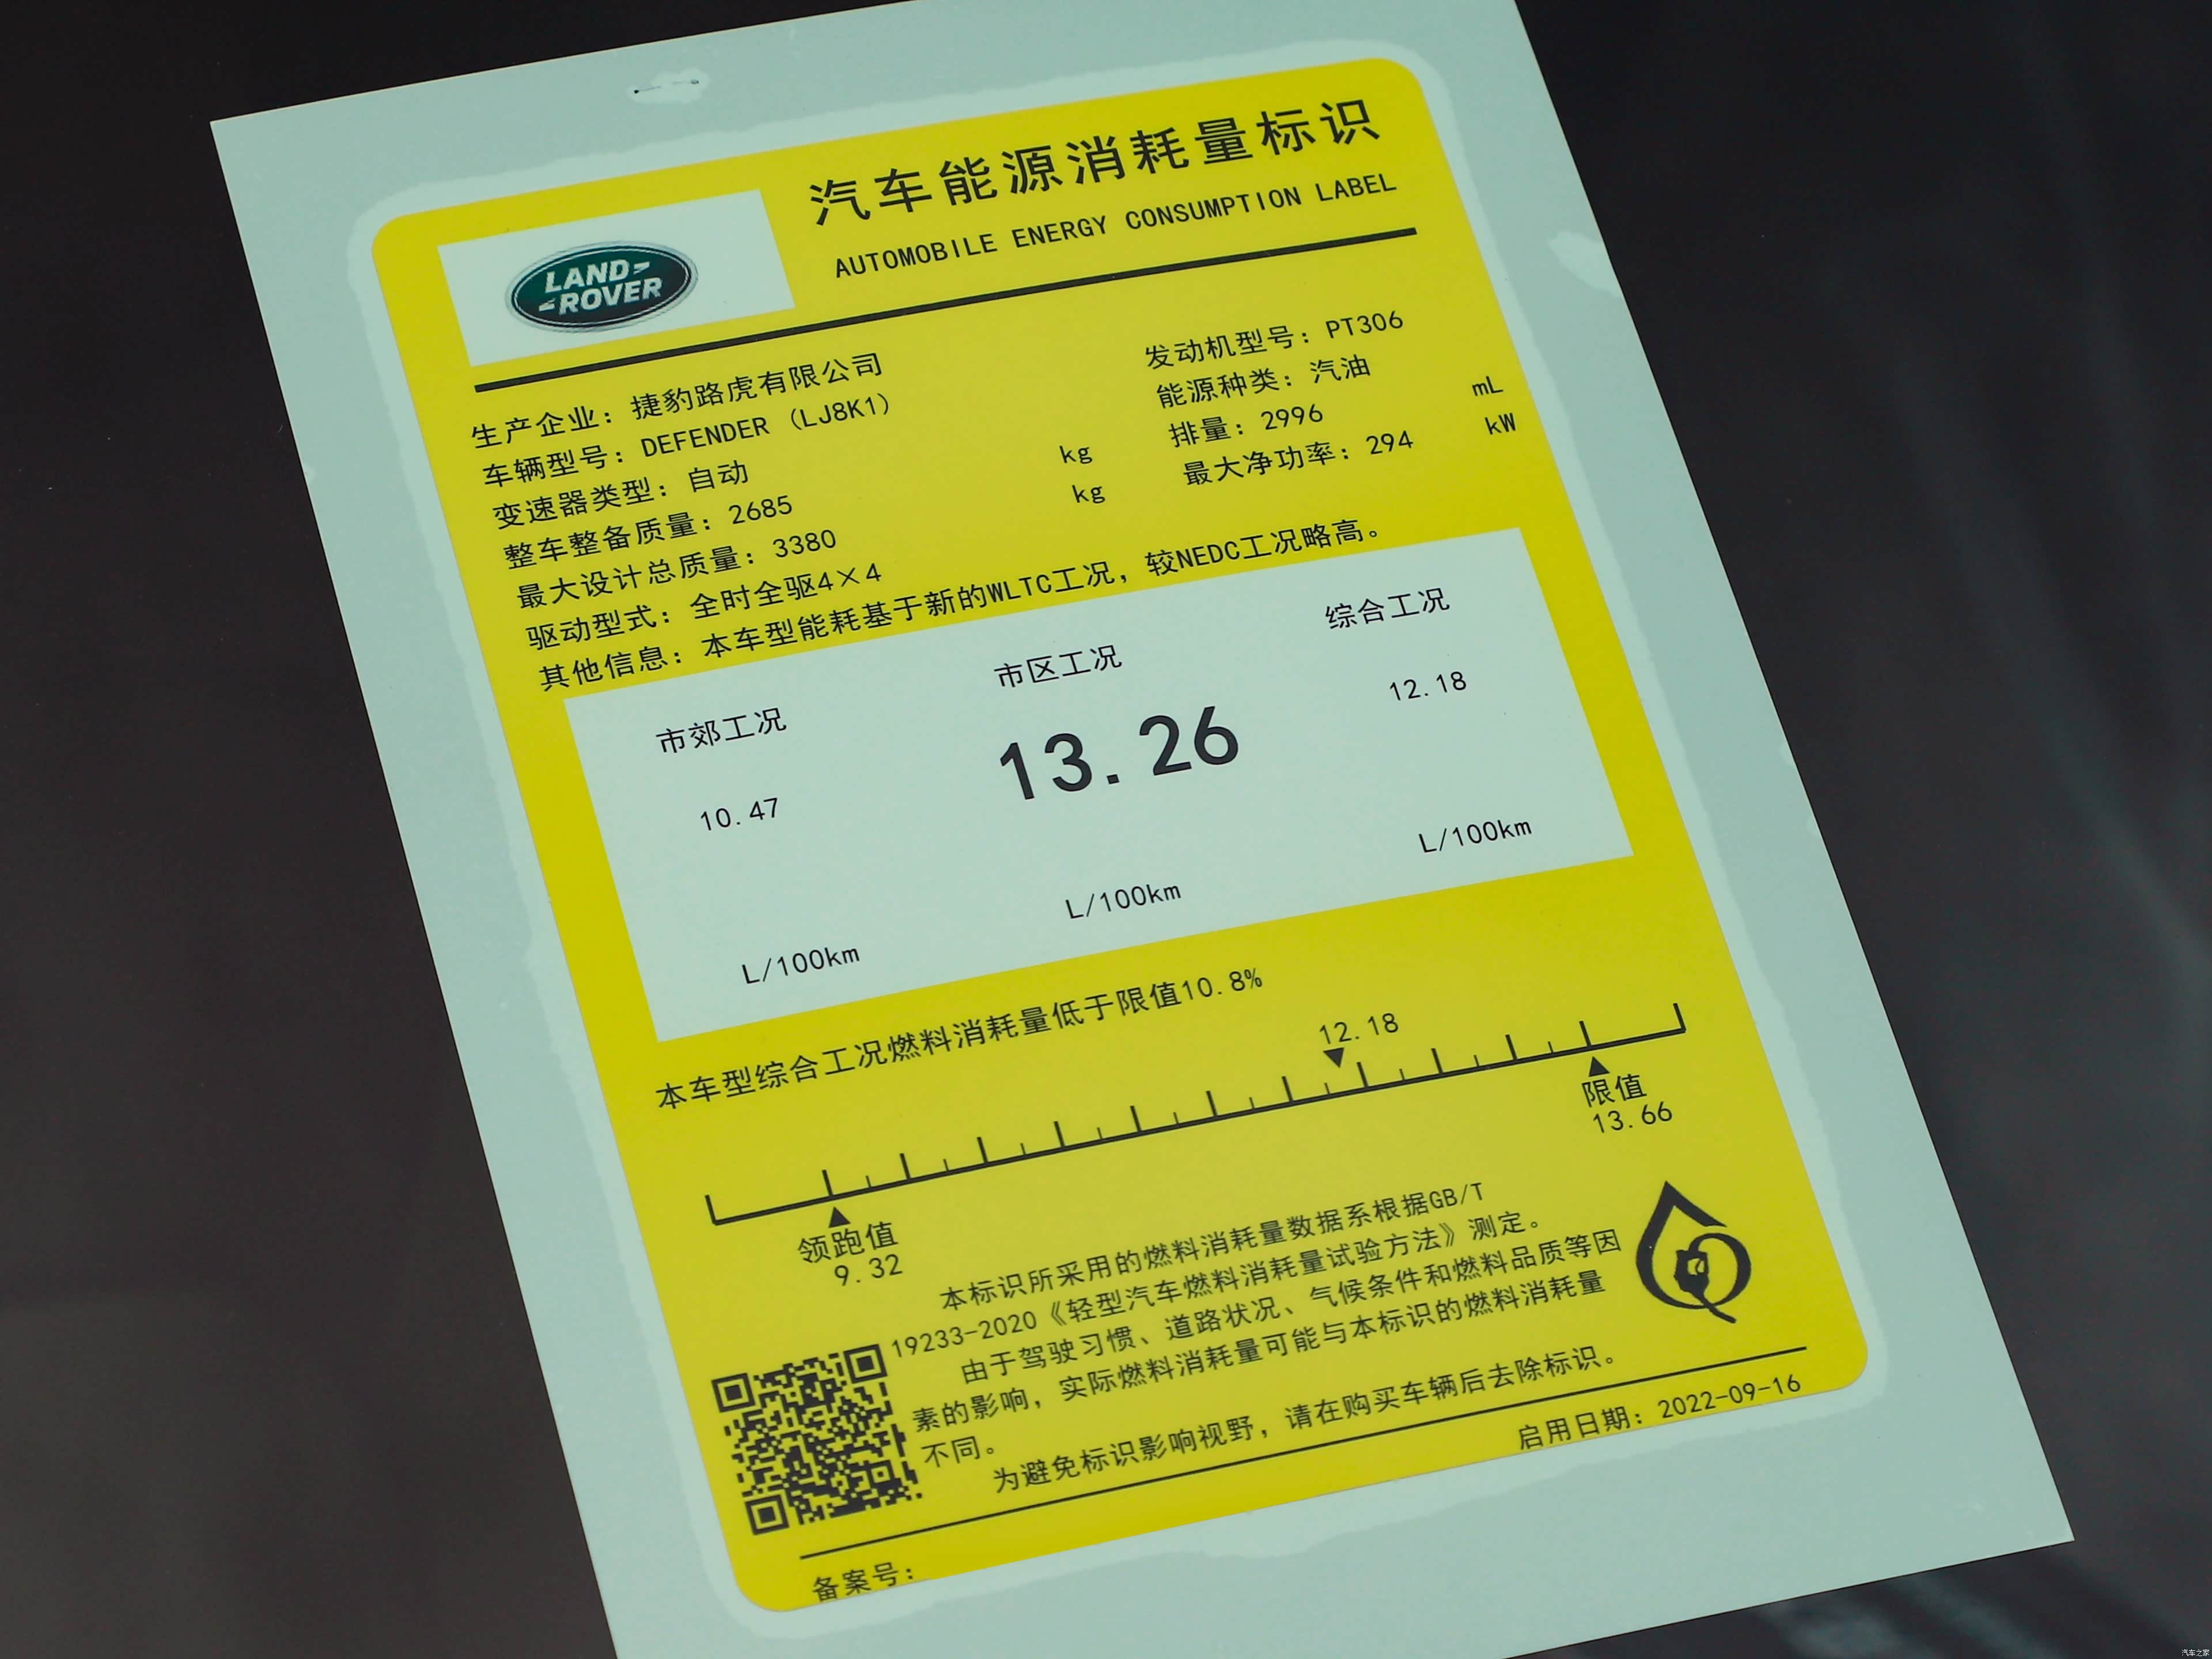 汽车能源消耗量标识
AUTOMOBILE ENERGY CONSUMPTION LABEL
LAND
ROVER
生产企业：捷豹路虎有限公司
车辆型号：DEFENDER (LJ8K1)
变速器类型：自动
整车整备质量：2685 kg
最大设计总质量：3380 kg
驱动型式：全时全驱4×4
其他信息：本车型能耗基于新的WLTC工况，较NEDC工况略高。
发动机型号：PT306
能源种类：汽油
排量：2996 mL
最大净功率：294 kW
市郊工况
10.47
L/100km
市区工况
13.26
L/100km
综合工况
12.18
L/100km
本车型综合工况燃料消耗量低于限值10.8%
12.18
领跑值
9.32
限值
13.66
本标识所采用的燃料消耗量数据系根据GB/T
19233-2020《轻型汽车燃料消耗量试验方法》测定。
由于驾驶习惯、道路状况、气候条件和燃料品质等因
素的影响，实际燃料消耗量可能与本标识的燃料消耗量
不同。
为避免标识影响视野，请在购买车辆后去除标识。
备案号：
启用日期：2022-09-16
汽车之家